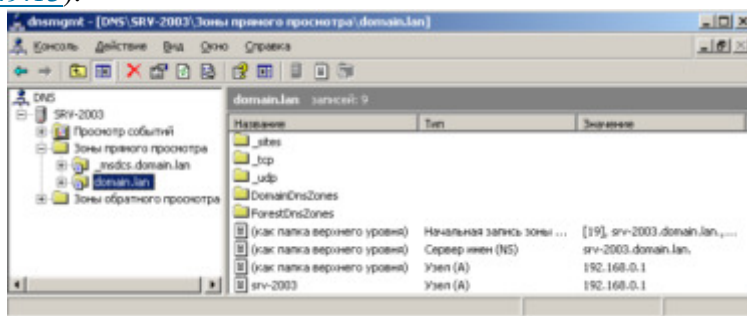 19.13).
dnsmgmt - [DNS\SRV-2003\Зоны прямого просмотра\domain.lan]
Консоль Действие Вид Окно Справка
DNS
SRV-2003
Просмотр событий
Зоны прямого просмотра
_msdcs.domain.lan
domain.lan
Зоны обратного просмотра
domain.lan записей: 9
Название Тип Значение
_sites
_tcp
_udp
DomainDnsZones
ForestDnsZones
(как папка верхнего уровня) Начальная запись зоны ... [19], srv-2003.domain.lan.,...
(как папка верхнего уровня) Сервер имен (NS) srv-2003.domain.lan.
(как папка верхнего уровня) Узел (A) 192.168.0.1
srv-2003 Узел (A) 192.168.0.1